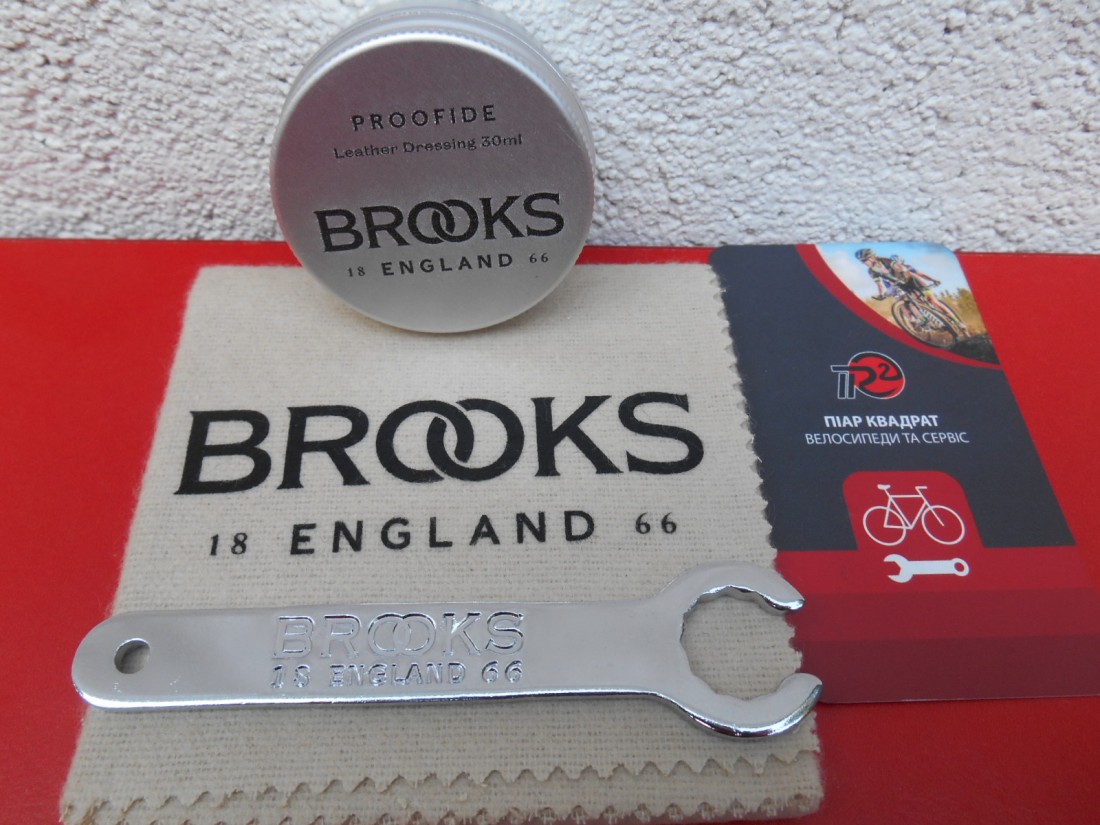 PROOFIDE
Leather Dressing 30ml
BROOKS
18 ENGLAND 66
BROOKS
18 ENGLAND 66
BROOKS
18 ENGLAND 66
ПR2
ПІАР КВАДРАТ
ВЕЛОСИПЕДИ ТА СЕРВІС